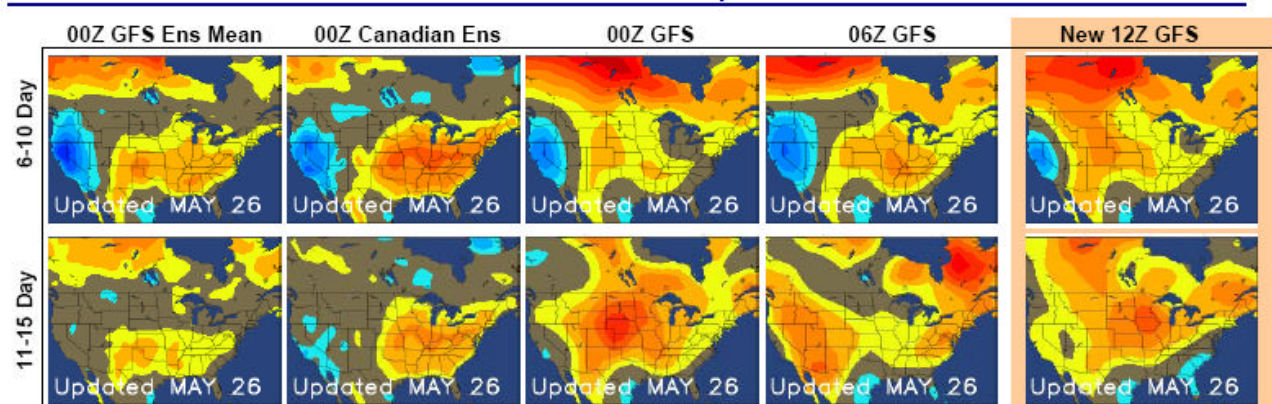 00Z GFS Ens Mean
00Z Canadian Ens
00Z GFS
06Z GFS
New 12Z GFS
6-10 Day
Updated MAY 26
Updated MAY 26
Updated MAY 26
Updated MAY 26
Updated MAY 26
11-15 Day
Updated MAY 26
Updated MAY 26
Updated MAY 26
Updated MAY 26
Updated MAY 26